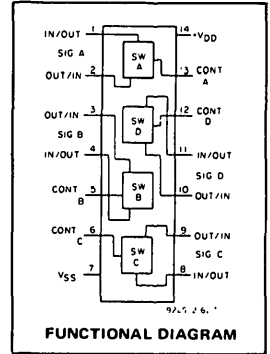 IN/OUT 1
SIG A
OUT/IN 2
OUT/IN 3
SIG B
IN/OUT 4
CONT B 5
CONT C 6
VSS 7
SW A
SW D
SW B
SW C
14 +VDD
13 CONT A
12 CONT D
11 IN/OUT
SIG D
10 OUT/IN
9 OUT/IN
SIG C
8 IN/OUT
FUNCTIONAL DIAGRAM